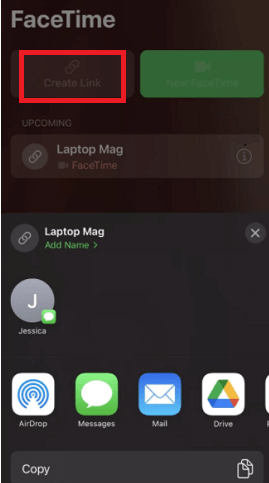 FaceTime
Create Link
New FaceTime
UPCOMING
Laptop Mag
FaceTime
Laptop Mag
Add Name >
J
Jessica
AirDrop
Messages
Mail
Drive
Copy